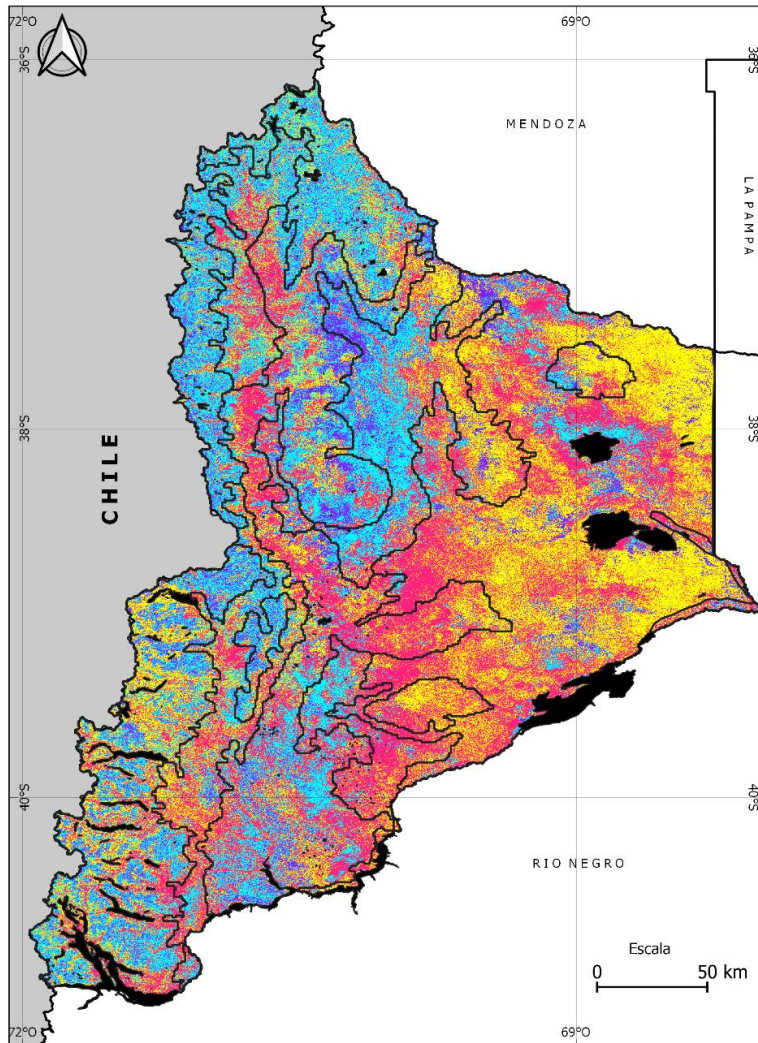 72°O
69°O
36°S
36°S
MENDOZA
LA PAMPA
38°S
38°S
CHILE
40°S
40°S
RIO NEGRO
Escala
0 50 km
72°O
69°O